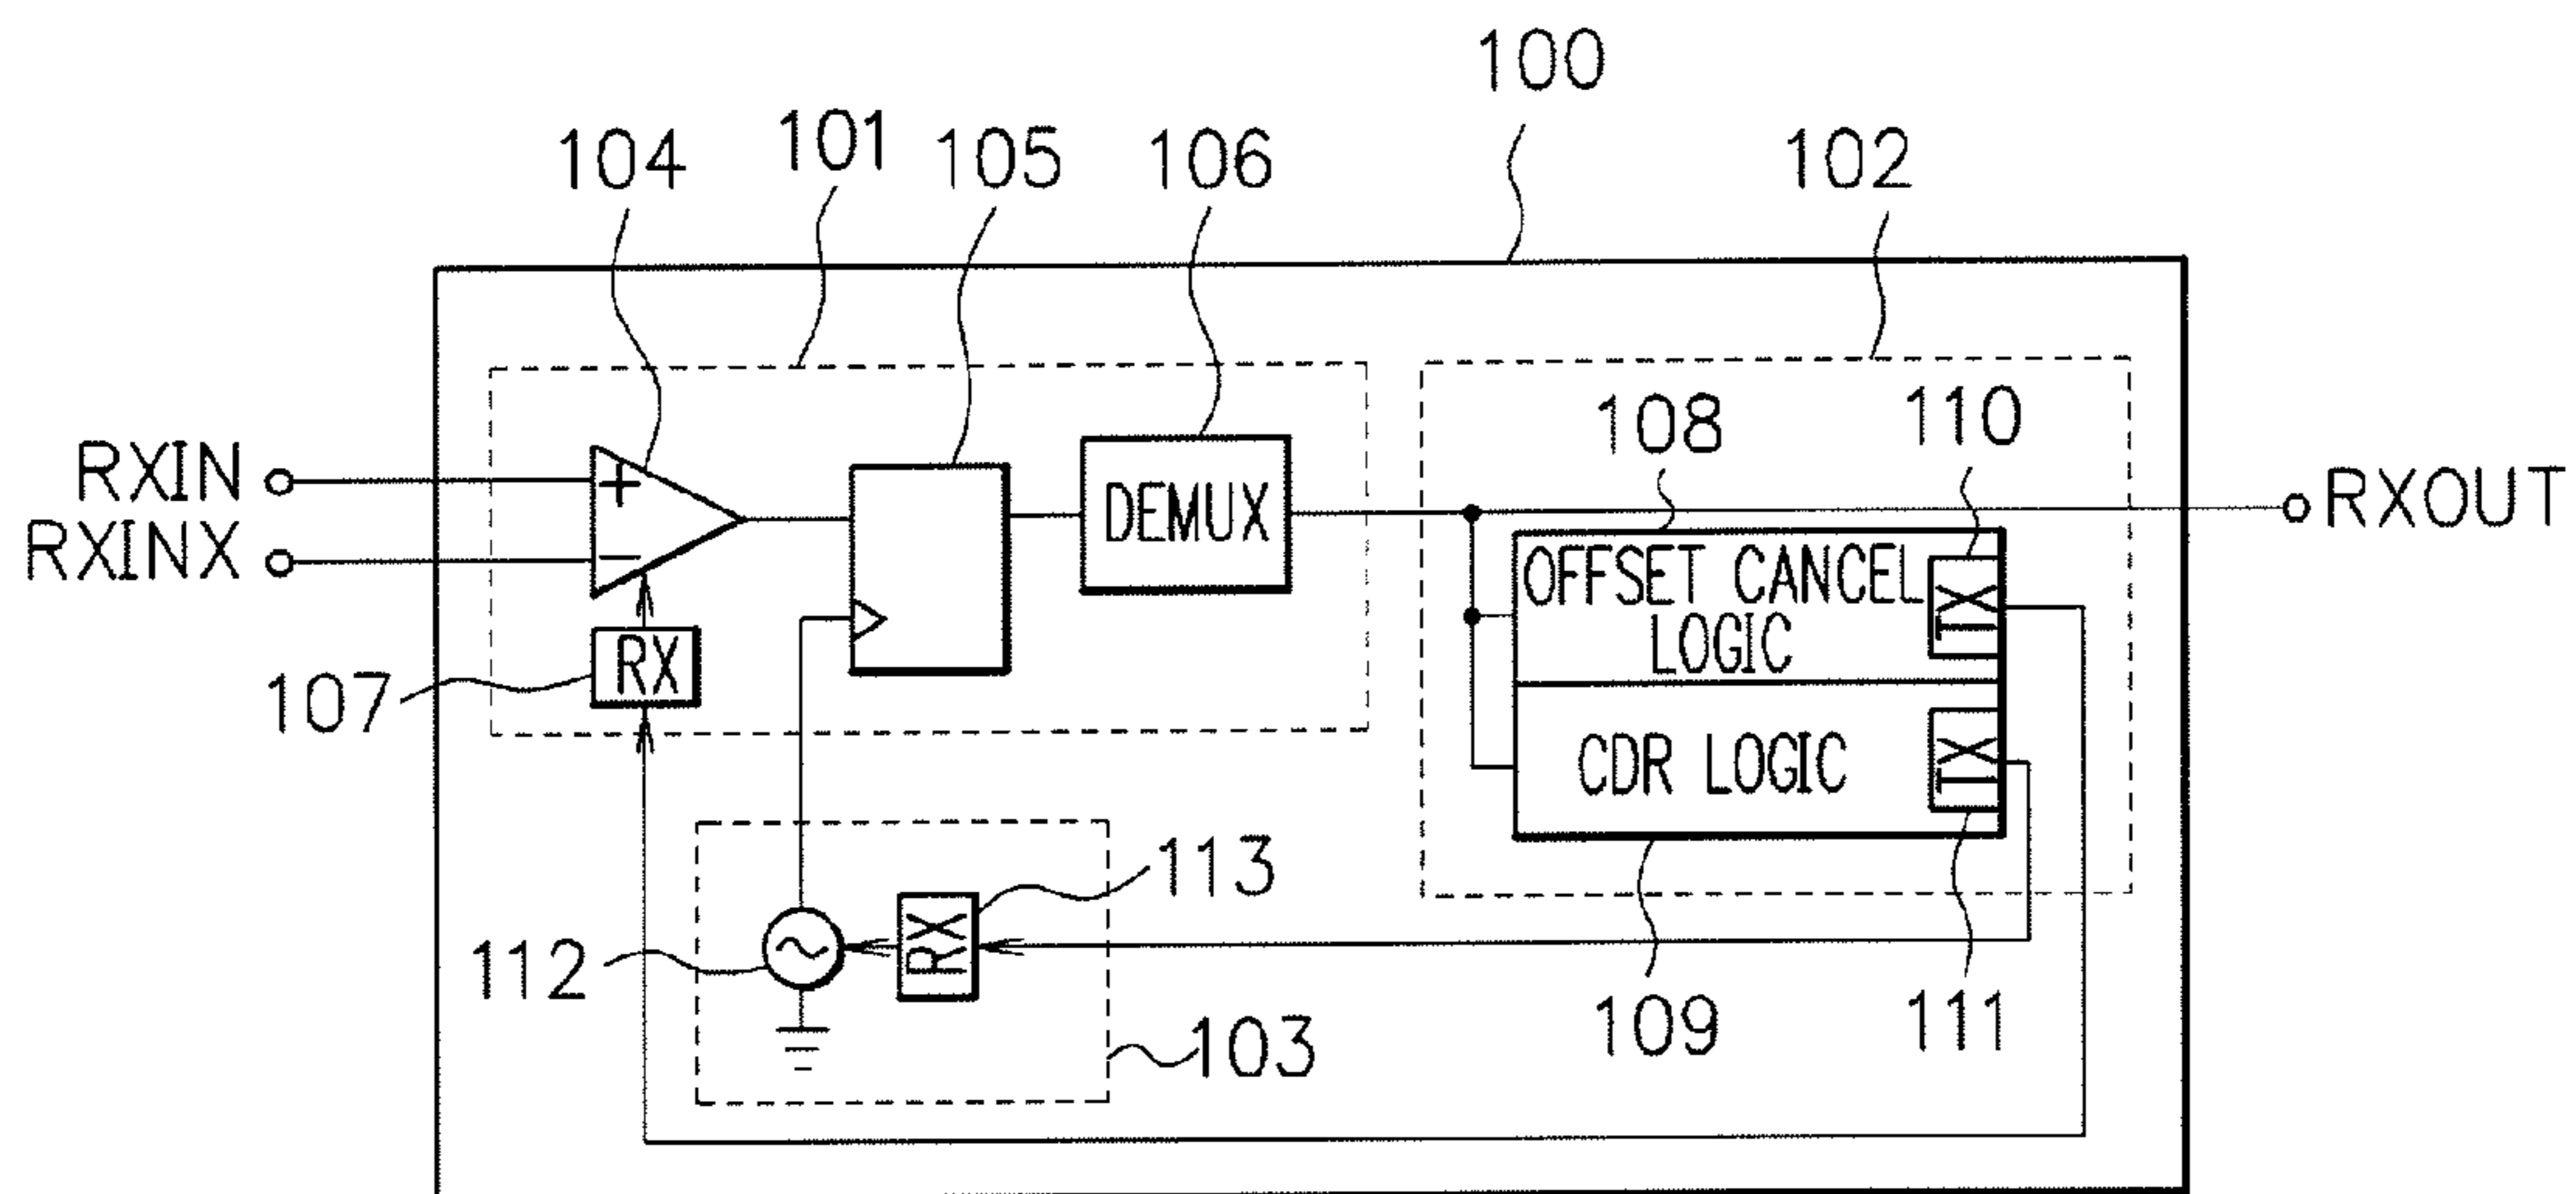 100
104
101
105
106
102
108
110
RXIN
RXINX
+
−
DEMUX
RXOUT
OFFSET CANCEL
LOGIC
TX
107
RX
CDR LOGIC
TX
113
RX
112
103
109
111